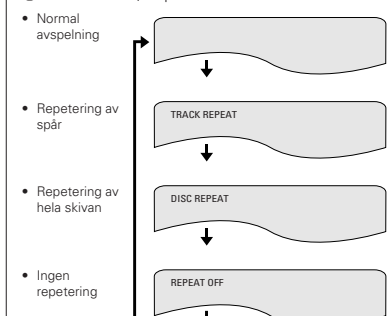 • Normal
avspelning
• Repetering av
spår
TRACK REPEAT
• Repetering av
hela skivan
DISC REPEAT
• Ingen
repetering
REPEAT OFF